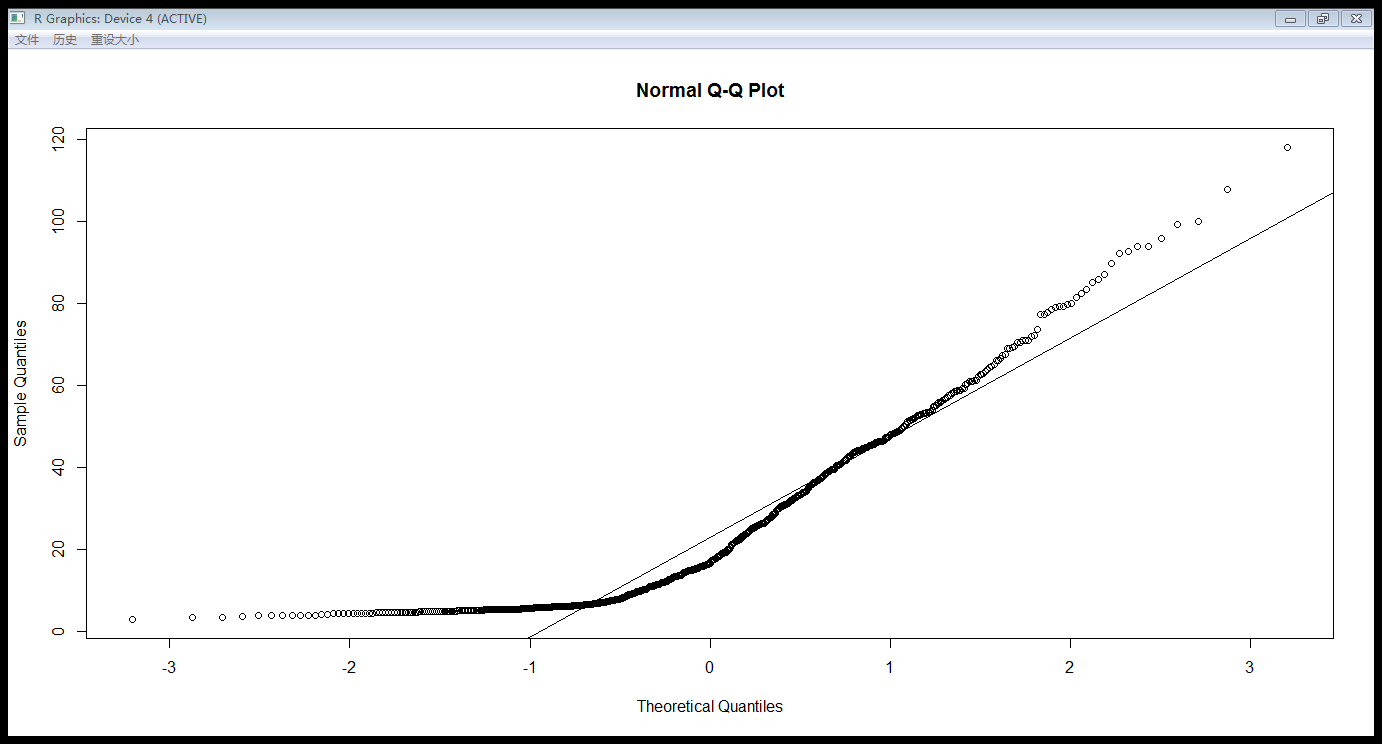 R Graphics: Device 4 (ACTIVE)
文件 历史 重设大小
Normal Q-Q Plot
120
100
80
60
40
20
0
Sample Quantiles
-3 -2 -1 0 1 2 3
Theoretical Quantiles